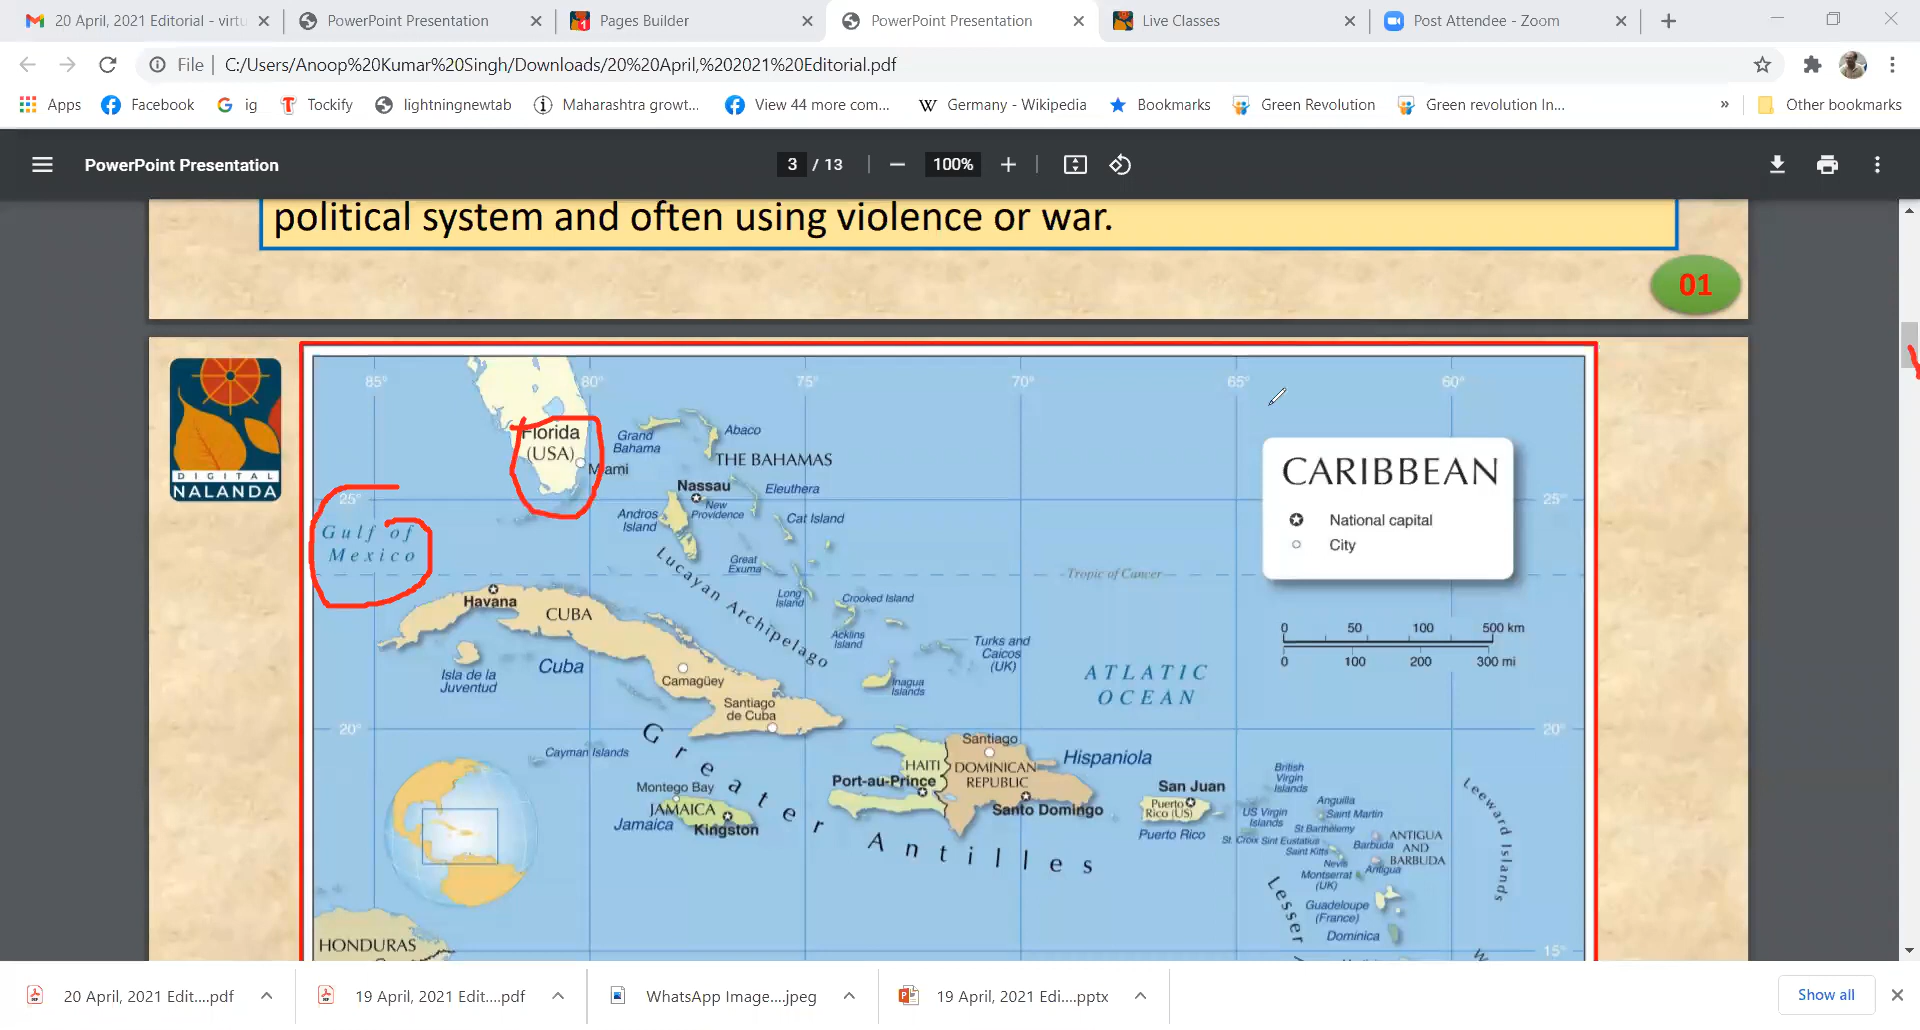 20 April, 2021 Editorial - virtu
PowerPoint Presentation
Pages Builder
PowerPoint Presentation
Live Classes
Post Attendee - Zoom
File
C:/Users/Anoop%20Kumar%20Singh/Downloads/20%20April,%202021%20Editorial.pdf
Apps
Facebook
ig
Tockify
lightningnewtab
Maharashtra growt...
View 44 more com...
Germany - Wikipedia
Bookmarks
Green Revolution
Green revolution In...
»
Other bookmarks
PowerPoint Presentation
3 / 13
100%
political system and often using violence or war.
01
DIGITAL
NALANDA
85°
80°
75°
70°
65°
60°
Florida
(USA)
Miami
Grand
Bahama
Abaco
THE BAHAMAS
Nassau
New
Providence
Eleuthera
Andros
Island
Cat Island
CARIBBEAN
National capital
City
25°
25°
Gulf of
Mexico
Great
Exuma
Tropic of Cancer
Lucayan Archipelago
Long
Island
Crooked Island
Acklins
Island
Havana
CUBA
Cuba
Isla de la
Juventud
Camagüey
Santiago
de Cuba
Turks and
Caicos
(UK)
Inagua
Islands
ATLATIC
OCEAN
0 50 100 500 km
0 100 200 300 mi
20°
20°
Cayman Islands
Greater Antilles
Montego Bay
JAMAICA
Jamaica
Kingston
HAITI
Port-au-Prince
Santiago
DOMINICAN
REPUBLIC
Santo Domingo
Hispaniola
San Juan
Puerto
Rico (US)
Puerto Rico
British
Virgin
Islands
US Virgin
Islands
Anguilla
Saint Martin
St Barthélemy
St. Croix
Sint Eustatius
Saint Kitts
Nevis
Barbuda
ANTIGUA
AND
BARBUDA
Antigua
Montserrat
(UK)
Guadeloupe
(France)
Dominica
Leeward Islands
Lesser
HONDURAS
15°
20 April, 2021 Edit....pdf
19 April, 2021 Edit....pdf
WhatsApp Image....jpeg
19 April, 2021 Edi....pptx
Show all